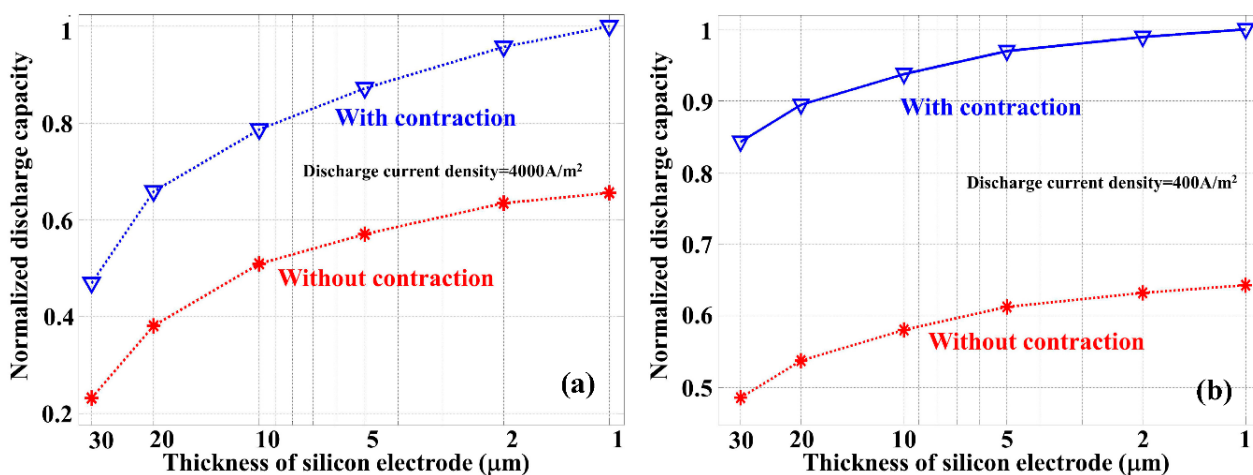 Normalized discharge capacity
1
0.8
0.6
0.4
0.2
With contraction
Discharge current density=4000A/m²
Without contraction
(a)
30 20 10 5 2 1
Thickness of silicon electrode (μm)
Normalized discharge capacity
1
0.9
0.8
0.7
0.6
0.5
With contraction
Discharge current density=400A/m²
Without contraction
(b)
30 20 10 5 2 1
Thickness of silicon electrode (μm)